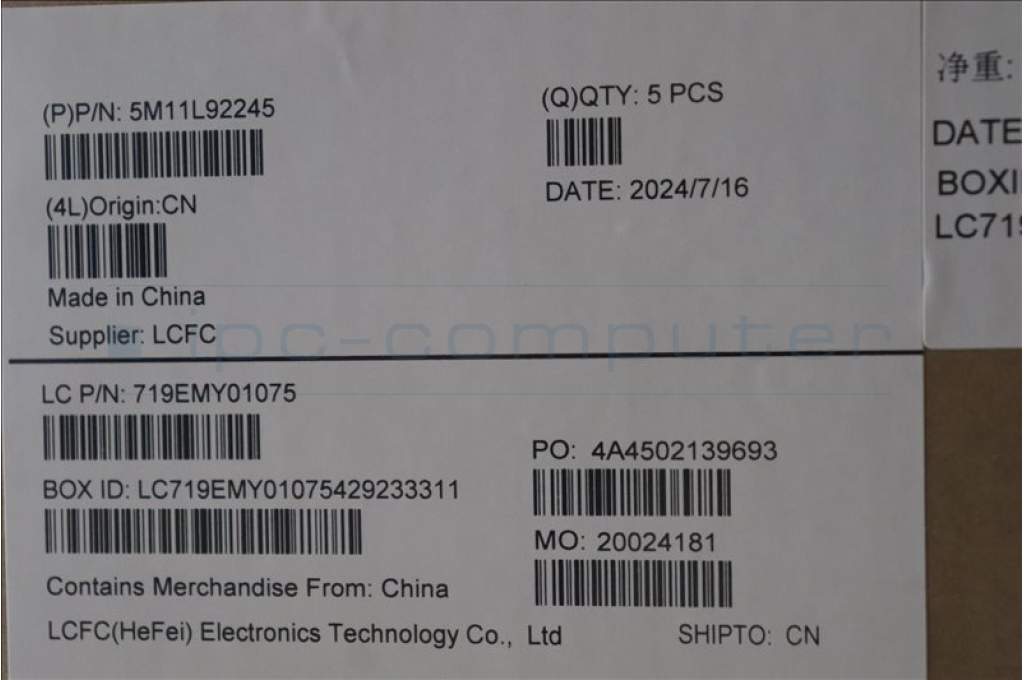 (P)P/N: 5M11L92245
(Q)QTY: 5 PCS
(4L)Origin:CN
DATE: 2024/7/16
Made in China
Supplier: LCFC
ipc-computer
LC P/N: 719EMY01075
PO: 4A4502139693
BOX ID: LC719EMY01075429233311
MO: 20024181
Contains Merchandise From: China
LCFC(HeFei) Electronics Technology Co., Ltd
SHIPTO: CN
净重:
DATE
BOXI
LC719